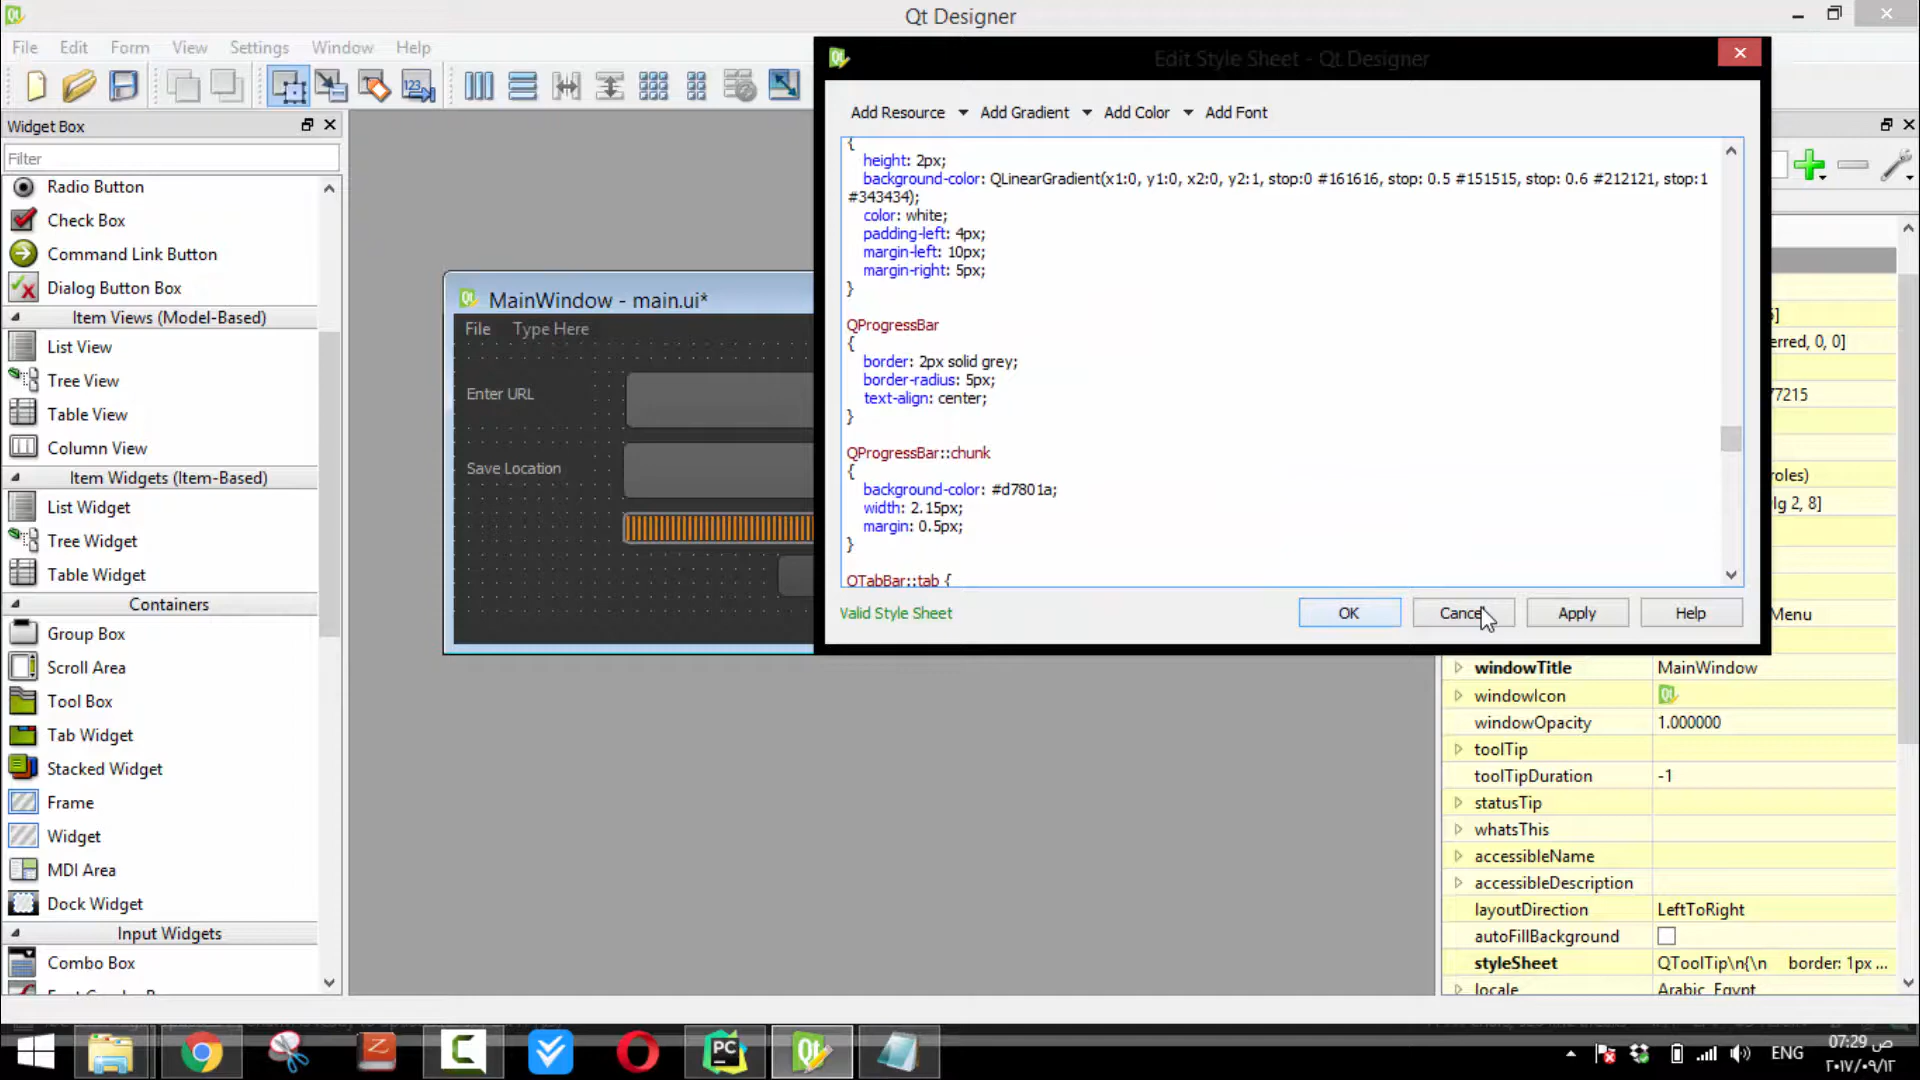 Qt Designer
File Edit Form View Settings Window Help
Widget Box
Filter
Radio Button
Check Box
Command Link Button
Dialog Button Box
Item Views (Model-Based)
List View
Tree View
Table View
Column View
Item Widgets (Item-Based)
List Widget
Tree Widget
Table Widget
Containers
Group Box
Scroll Area
Tool Box
Tab Widget
Stacked Widget
Frame
Widget
MDI Area
Dock Widget
Input Widgets
Combo Box
MainWindow - main.ui*
File Type Here
Enter URL
Save Location
Edit Style Sheet - Qt Designer
Add Resource Add Gradient Add Color Add Font
{
height: 2px;
background-color: QLinearGradient(x1:0, y1:0, x2:0, y2:1, stop:0 #161616, stop: 0.5 #151515, stop: 0.6 #212121, stop:1
#343434);
color: white;
padding-left: 4px;
margin-left: 10px;
margin-right: 5px;
}
QProgressBar
{
border: 2px solid grey;
border-radius: 5px;
text-align: center;
}
QProgressBar::chunk
{
background-color: #d7801a;
width: 2.15px;
margin: 0.5px;
}
QTabBar::tab {
Valid Style Sheet
OK Cancel Apply Help
5]
erred, 0, 0]
77215
roles)
lg 2, 8]
Menu
windowTitle MainWindow
windowIcon
windowOpacity 1.000000
toolTip
toolTipDuration -1
statusTip
whatsThis
accessibleName
accessibleDescription
layoutDirection LeftToRight
autoFillBackground
styleSheet QToolTip\n{\n border: 1px ...
locale Arabic, Egypt
ENG
07:29 ص
٢٠١٧/٠٩/١٢